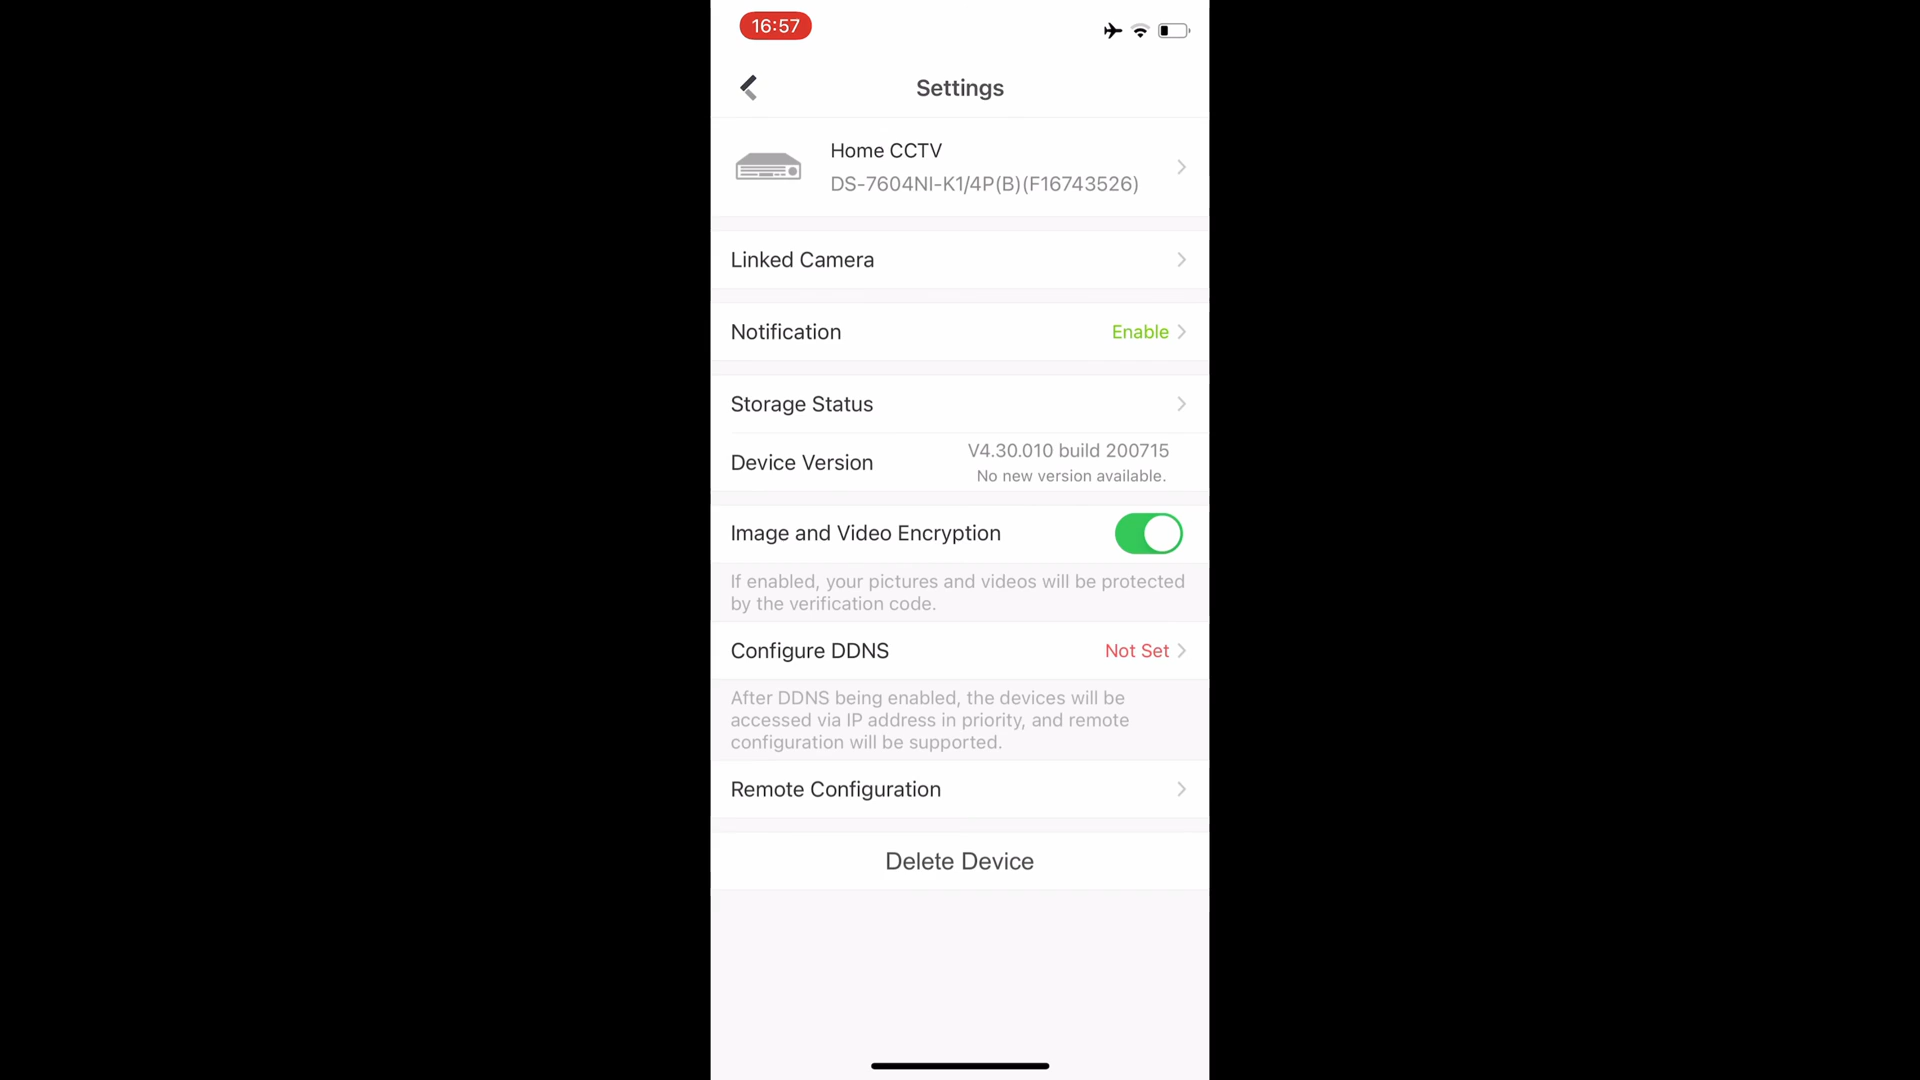 16:57
Settings
Home CCTV
DS-7604NI-K1/4P(B)(F16743526)
Linked Camera
Notification Enable
Storage Status
Device Version V4.30.010 build 200715
No new version available.
Image and Video Encryption
If enabled, your pictures and videos will be protected
by the verification code.
Configure DDNS Not Set
After DDNS being enabled, the devices will be
accessed via IP address in priority, and remote
configuration will be supported.
Remote Configuration
Delete Device